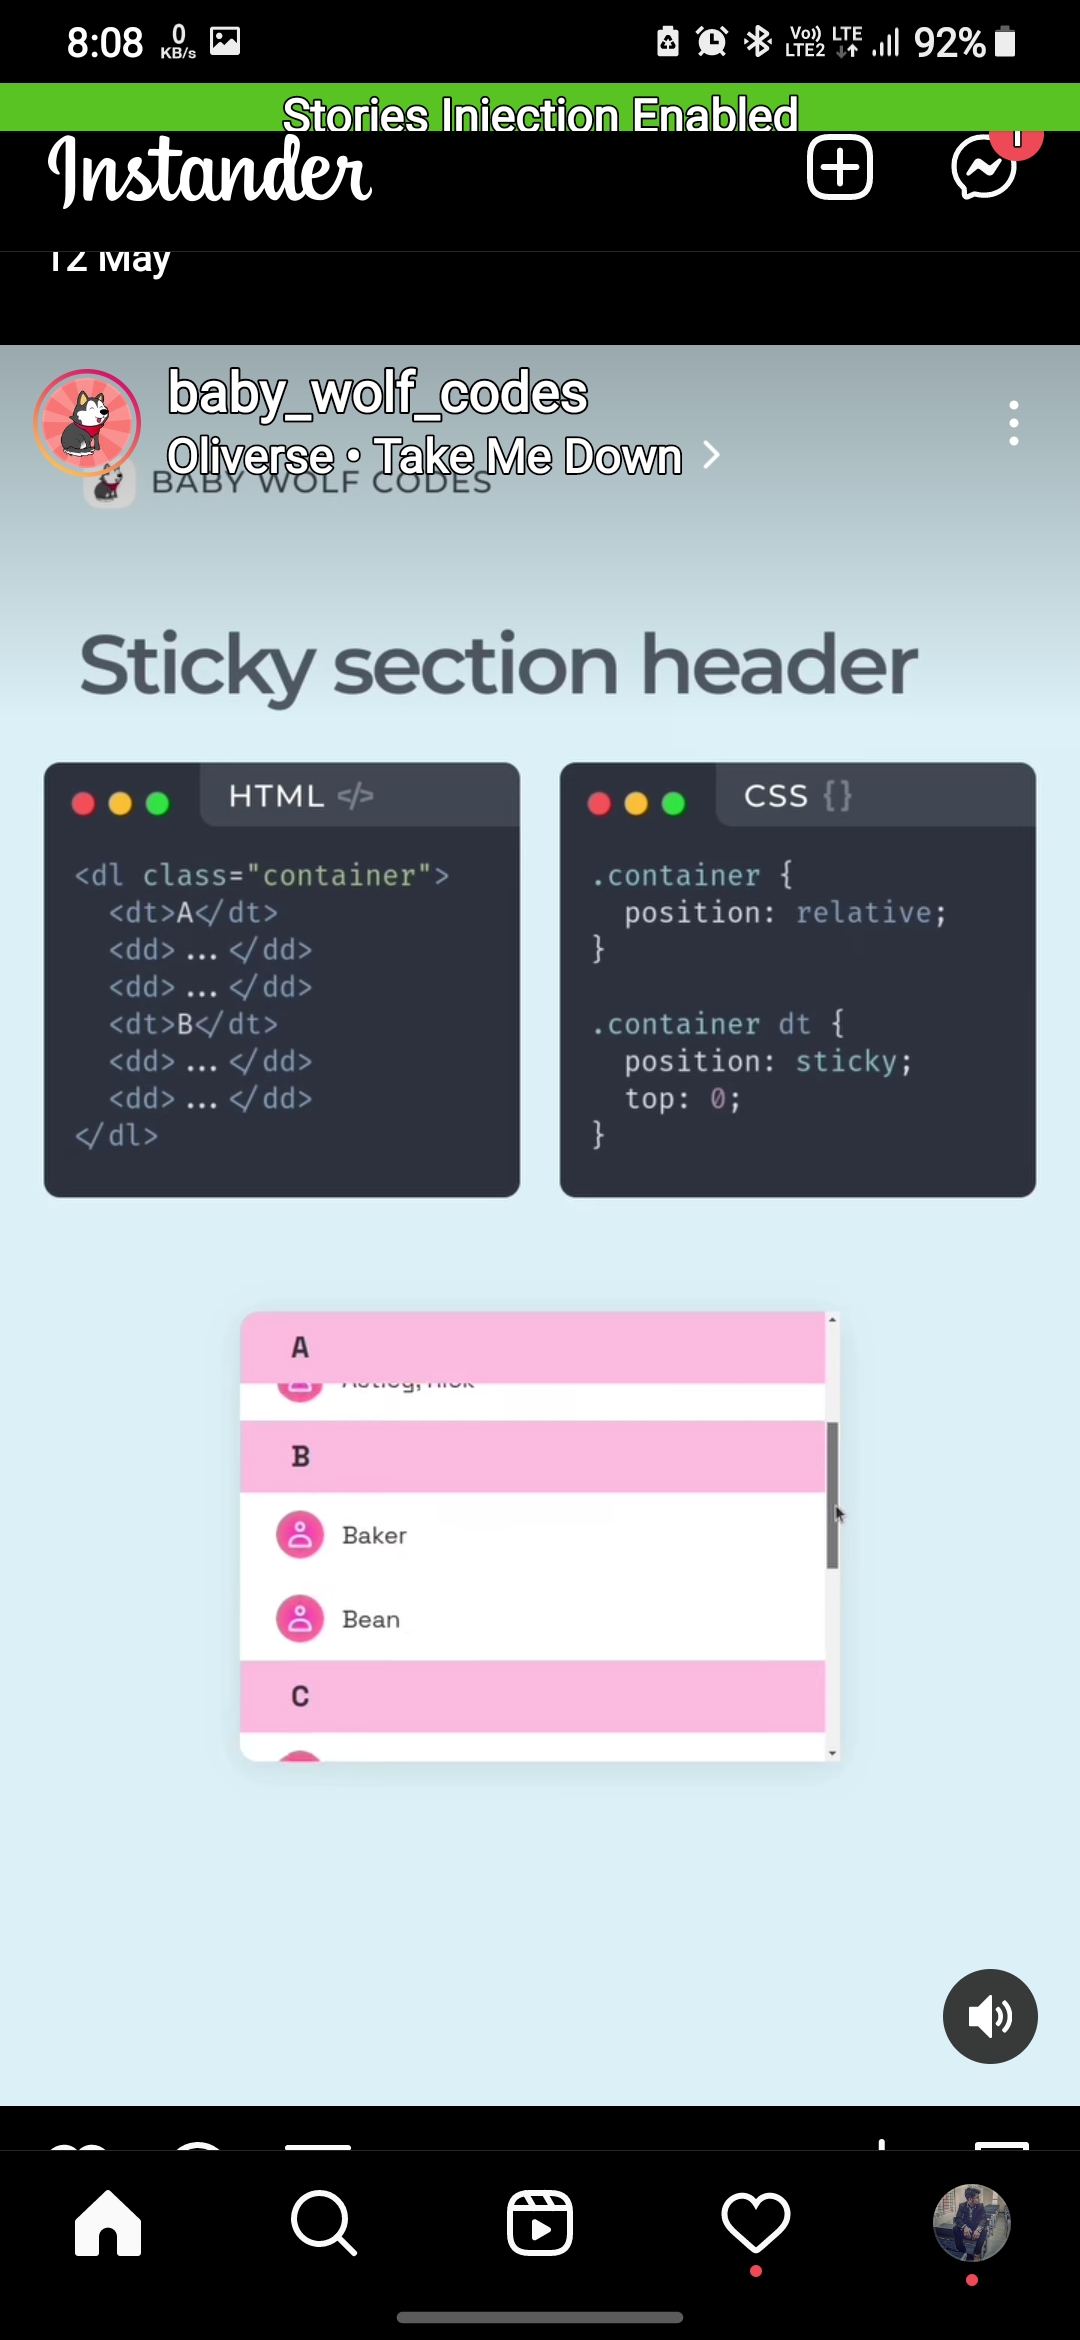 8:08
0
KB/s
Vo))
LTE2
LTE
92%
Stories Injection Enabled
Instander
12 May
baby_wolf_codes
Oliverse • Take Me Down
BABY WOLF CODES
Sticky section header
HTML </>
<dl class="container">
<dt>A</dt>
<dd> ... </dd>
<dd> ... </dd>
<dt>B</dt>
<dd> ... </dd>
<dd> ... </dd>
</dl>
CSS {}
.container {
position: relative;
}
.container dt {
position: sticky;
top: 0;
}
A
B
Baker
Bean
C